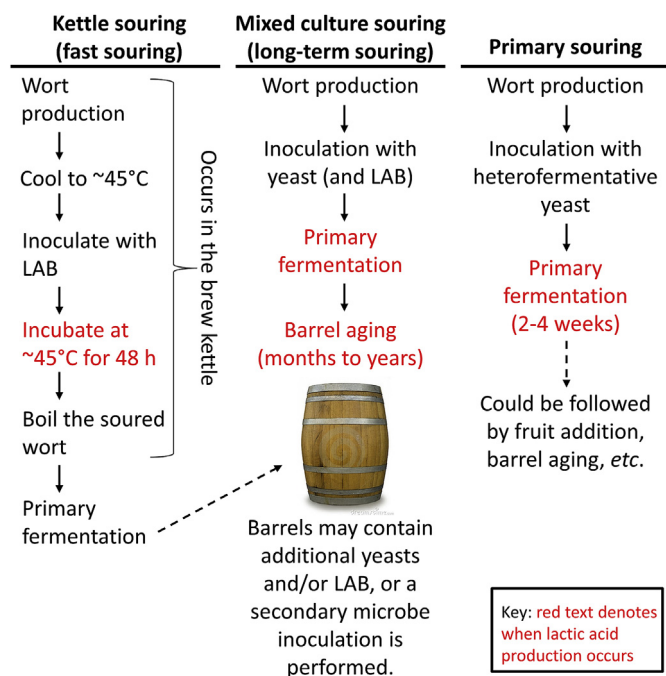 Kettle souring
(fast souring)
Wort
production
Cool to ~45°C
Inoculate with
LAB
Incubate at
~45°C for 48 h
Boil the soured
wort
Primary
fermentation
Occurs in the brew kettle
Mixed culture souring
(long-term souring)
Wort production
Inoculation with
yeast (and LAB)
Primary
fermentation
Barrel aging
(months to years)
Barrels may contain
additional yeasts
and/or LAB, or a
secondary microbe
inoculation is
performed.
Primary souring
Wort production
Inoculation with
heterofermentative
yeast
Primary
fermentation
(2-4 weeks)
Could be followed
by fruit addition,
barrel aging, etc.
Key: red text denotes
when lactic acid
production occurs